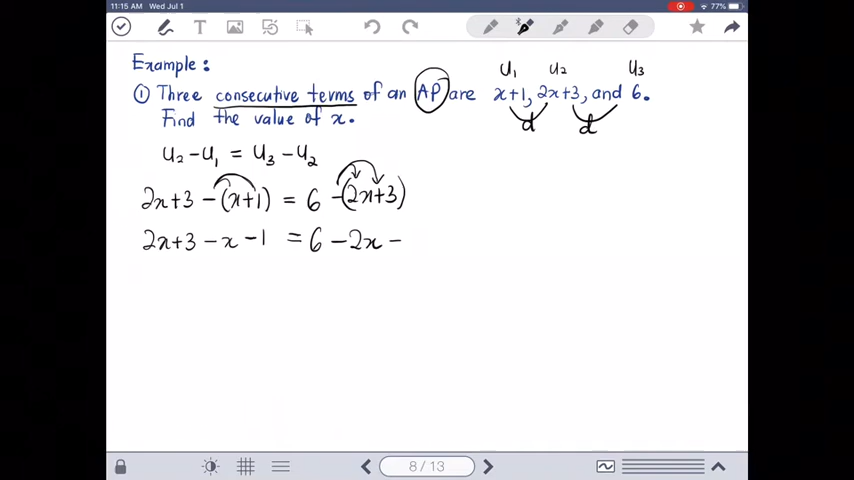 11:15 AM Wed Jul 1
77%
T
Example:
① Three consecutive terms of an AP are x+1, 2x+3, and 6.
U₁ U₂ U₃
d d
Find the value of x.
U₂ - U₁ = U₃ - U₂
2x+3 - (x+1) = 6 - (2x+3)
2x+3 - x - 1 = 6 - 2x -
8 / 13